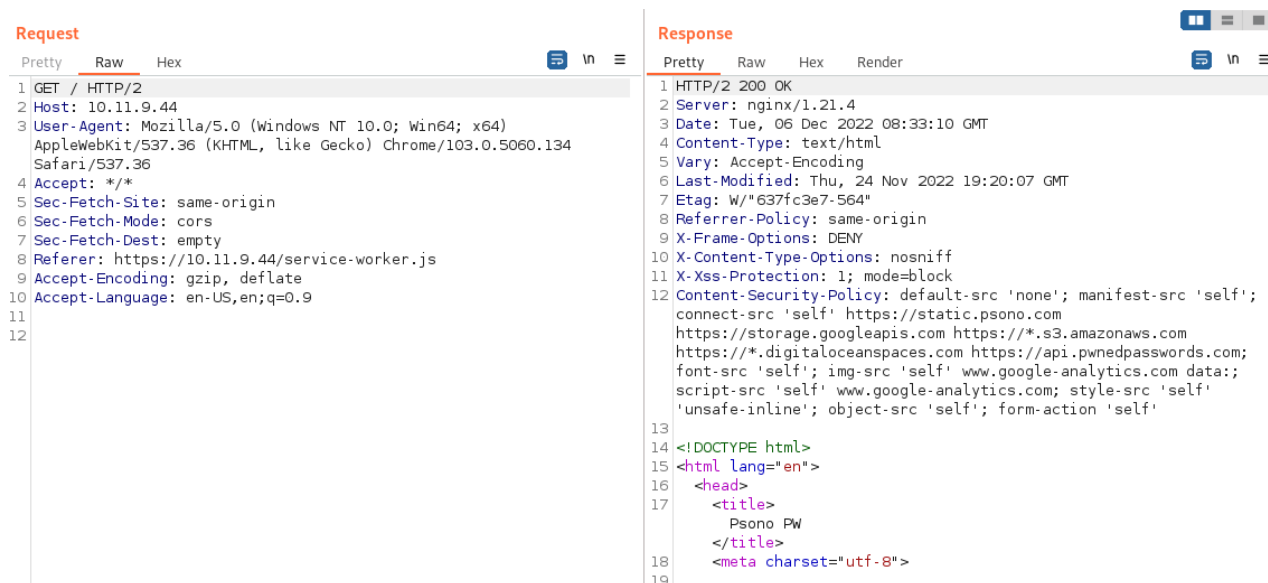 Request
Pretty Raw Hex
\n
1 GET / HTTP/2
2 Host: 10.11.9.44
3 User-Agent: Mozilla/5.0 (Windows NT 10.0; Win64; x64)
AppleWebKit/537.36 (KHTML, like Gecko) Chrome/103.0.5060.134
Safari/537.36
4 Accept: */*
5 Sec-Fetch-Site: same-origin
6 Sec-Fetch-Mode: cors
7 Sec-Fetch-Dest: empty
8 Referer: https://10.11.9.44/service-worker.js
9 Accept-Encoding: gzip, deflate
10 Accept-Language: en-US,en;q=0.9
11
12
Response
Pretty Raw Hex Render
\n
1 HTTP/2 200 OK
2 Server: nginx/1.21.4
3 Date: Tue, 06 Dec 2022 08:33:10 GMT
4 Content-Type: text/html
5 Vary: Accept-Encoding
6 Last-Modified: Thu, 24 Nov 2022 19:20:07 GMT
7 Etag: W/"637fc3e7-564"
8 Referrer-Policy: same-origin
9 X-Frame-Options: DENY
10 X-Content-Type-Options: nosniff
11 X-Xss-Protection: 1; mode=block
12 Content-Security-Policy: default-src 'none'; manifest-src 'self';
connect-src 'self' https://static.psono.com
https://storage.googleapis.com https://*.s3.amazonaws.com
https://*.digitaloceanspaces.com https://api.pwnedpasswords.com;
font-src 'self'; img-src 'self' www.google-analytics.com data:;
script-src 'self' www.google-analytics.com; style-src 'self'
'unsafe-inline'; object-src 'self'; form-action 'self'
13
14 <!DOCTYPE html>
15 <html lang="en">
16 <head>
17 <title>
Psono PW
</title>
18 <meta charset="utf-8">
19